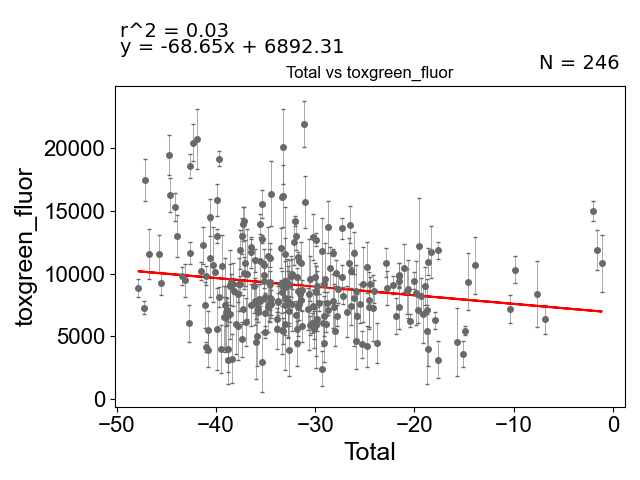 r^2 = 0.03
y = -68.65x + 6892.31
N = 246
Total vs toxgreen_fluor
toxgreen_fluor
20000
15000
10000
5000
0
−50 −40 −30 −20 −10 0
Total